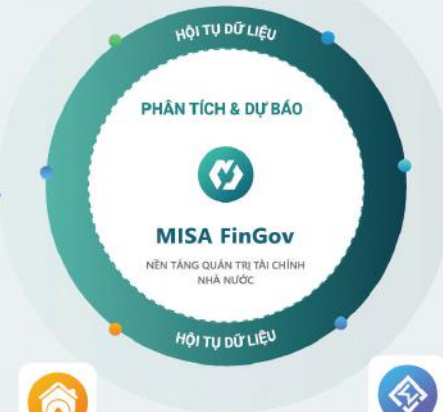 HỘI TỤ DỮ LIỆU
PHÂN TÍCH & DỰ BÁO
MISA FinGov
NỀN TẢNG QUẢN TRỊ TÀI CHÍNH
NHÀ NƯỚC
HỘI TỤ DỮ LIỆU